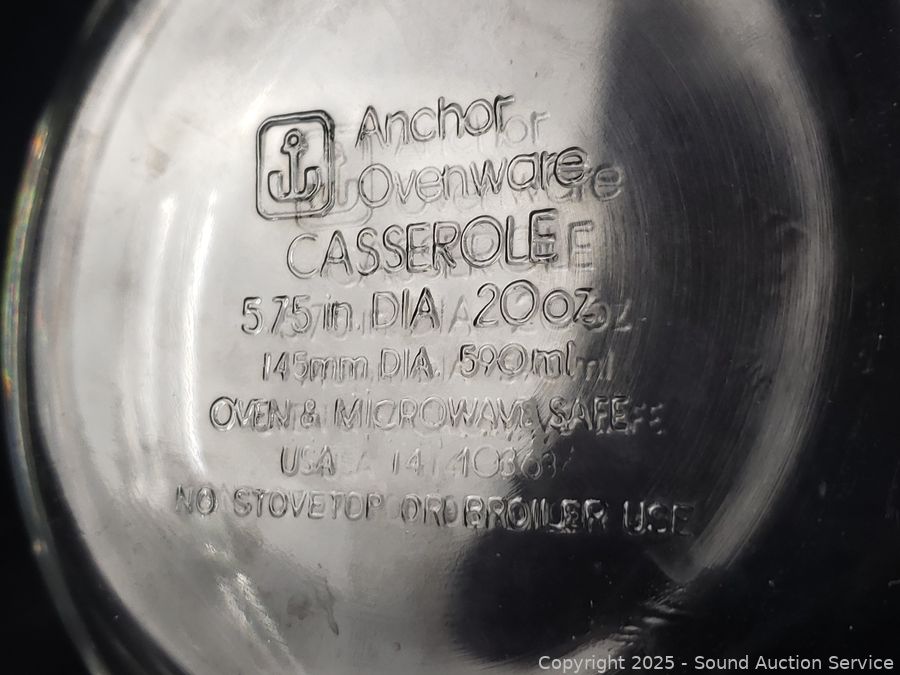 Anchor
Ovenware
CASSEROLE
5.75 in. DIA. 20 oz.
145mm DIA. 590 ml
OVEN & MICROWAVE SAFE
USA 14
NO STOVETOP OR BROILER USE
Copyright 2025 - Sound Auction Service